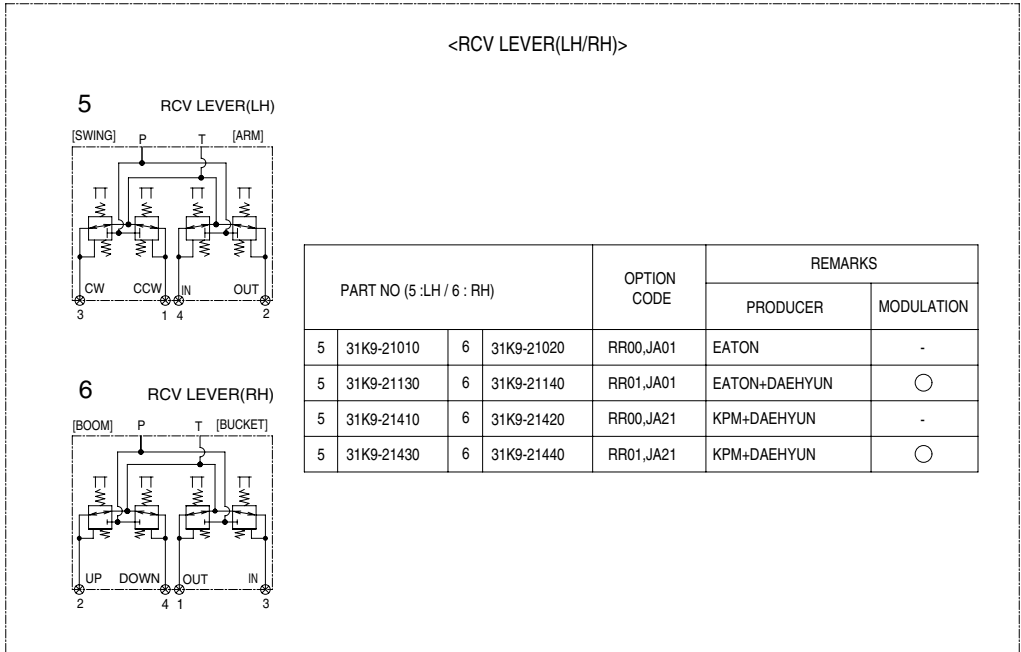 <RCV LEVER(LH/RH)>
5 RCV LEVER(LH)
[SWING] P T [ARM]
CW CCW IN OUT
3 1 4 2
6 RCV LEVER(RH)
[BOOM] P T [BUCKET]
UP DOWN OUT IN
2 4 1 3
PART NO (5 :LH / 6 : RH) OPTION CODE REMARKS
PRODUCER MODULATION
5 31K9-21010 6 31K9-21020 RR00,JA01 EATON -
5 31K9-21130 6 31K9-21140 RR01,JA01 EATON+DAEHYUN ○
5 31K9-21410 6 31K9-21420 RR00,JA21 KPM+DAEHYUN -
5 31K9-21430 6 31K9-21440 RR01,JA21 KPM+DAEHYUN ○